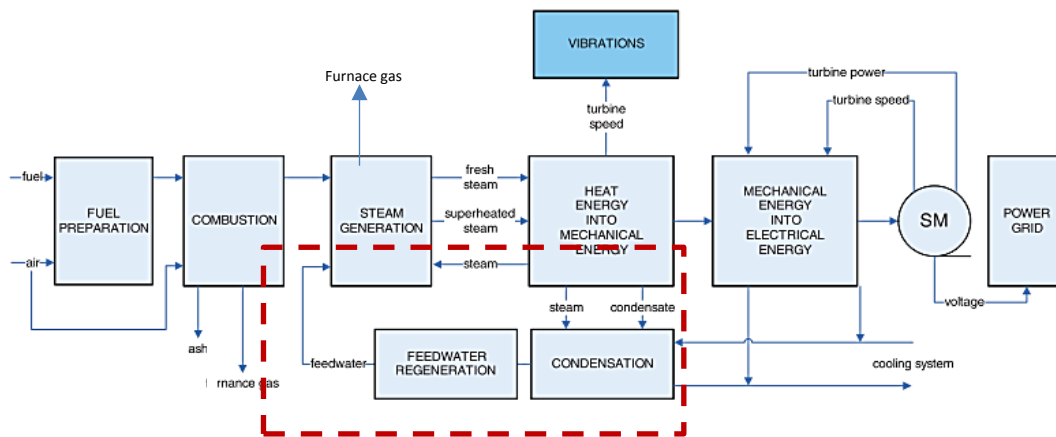 VIBRATIONS
Furnace gas
turbine power
turbine speed
turbine
speed
fuel
air
FUEL
PREPARATION
COMBUSTION
STEAM
GENERATION
fresh
steam
superheated
steam
steam
HEAT
ENERGY
INTO
MECHANICAL
ENERGY
MECHANICAL
ENERGY
INTO
ELECTRICAL
ENERGY
SM
POWER
GRID
voltage
steam
condensate
ash
rnance gas
feedwater
FEEDWATER
REGENERATION
CONDENSATION
cooling system